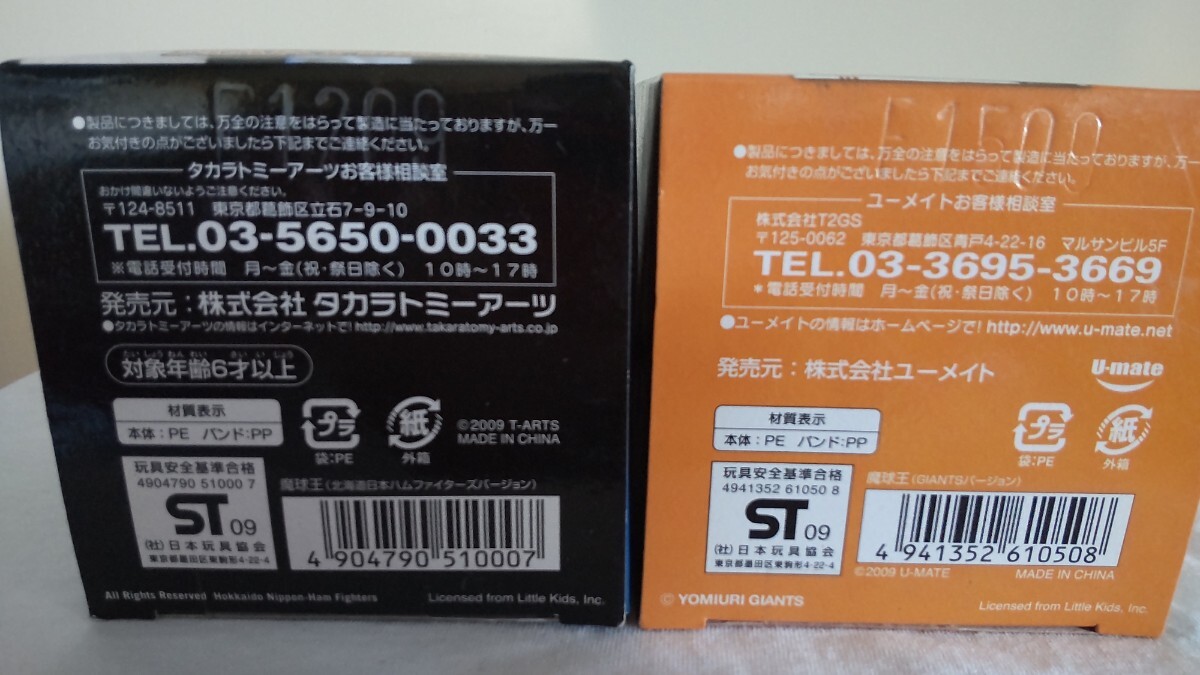 F1299
●製品につきましては、万全の注意をはらって製造に当たっておりますが、万一
お気付きの点がございましたら下記までご連絡ください。
タカラトミーアーツお客様相談室
おかけ間違いないようご注意ください。
〒124-8511 東京都葛飾区立石7-9-10
TEL.03-5650-0033
※電話受付時間 月〜金(祝・祭日除く) 10時〜17時
発売元：株式会社 タカラトミーアーツ
●タカラトミーアーツの情報はインターネットで!http://www.takaratomy-arts.co.jp
たい しょう ねん れい さい い じょう
対象年齢6才以上
材質表示
本体：PE バンド：PP
プラ
袋:PE
紙
外箱
©2009 T-ARTS
MADE IN CHINA
玩具安全基準合格
4904790 51000 7
ST 09
(社)日本玩具協会
東京都墨田区東駒形4-22-4
魔球王(北海道日本ハムファイターズバージョン)
4 904790 510007
All Rights Reserved Hokkaido Nippon-Ham Fighters
Licensed from Little Kids, Inc.
F1500
●製品につきましては、万全の注意をはらって製造に当たっておりますが、万一
お気付きの点がございましたら下記までご連絡ください。
ユーメイトお客様相談室
株式会社T2GS
〒125-0062 東京都葛飾区青戸4-22-16 マルサンビル5F
TEL.03-3695-3669
※電話受付時間 月〜金(祝・祭日除く) 10時〜17時
●ユーメイトの情報はホームページで! http://www.u-mate.net
発売元：株式会社ユーメイト
U-mate
材質表示
本体：PE バンド：PP
プラ
袋:PE
紙
外箱
玩具安全基準合格
4941352 61050 8
ST 09
(社)日本玩具協会
東京都墨田区東駒形4-22-4
魔球王(GIANTSバージョン)
4 941352 610508
©2009 U-MATE
MADE IN CHINA
© YOMIURI GIANTS
Licensed from Little Kids, Inc.